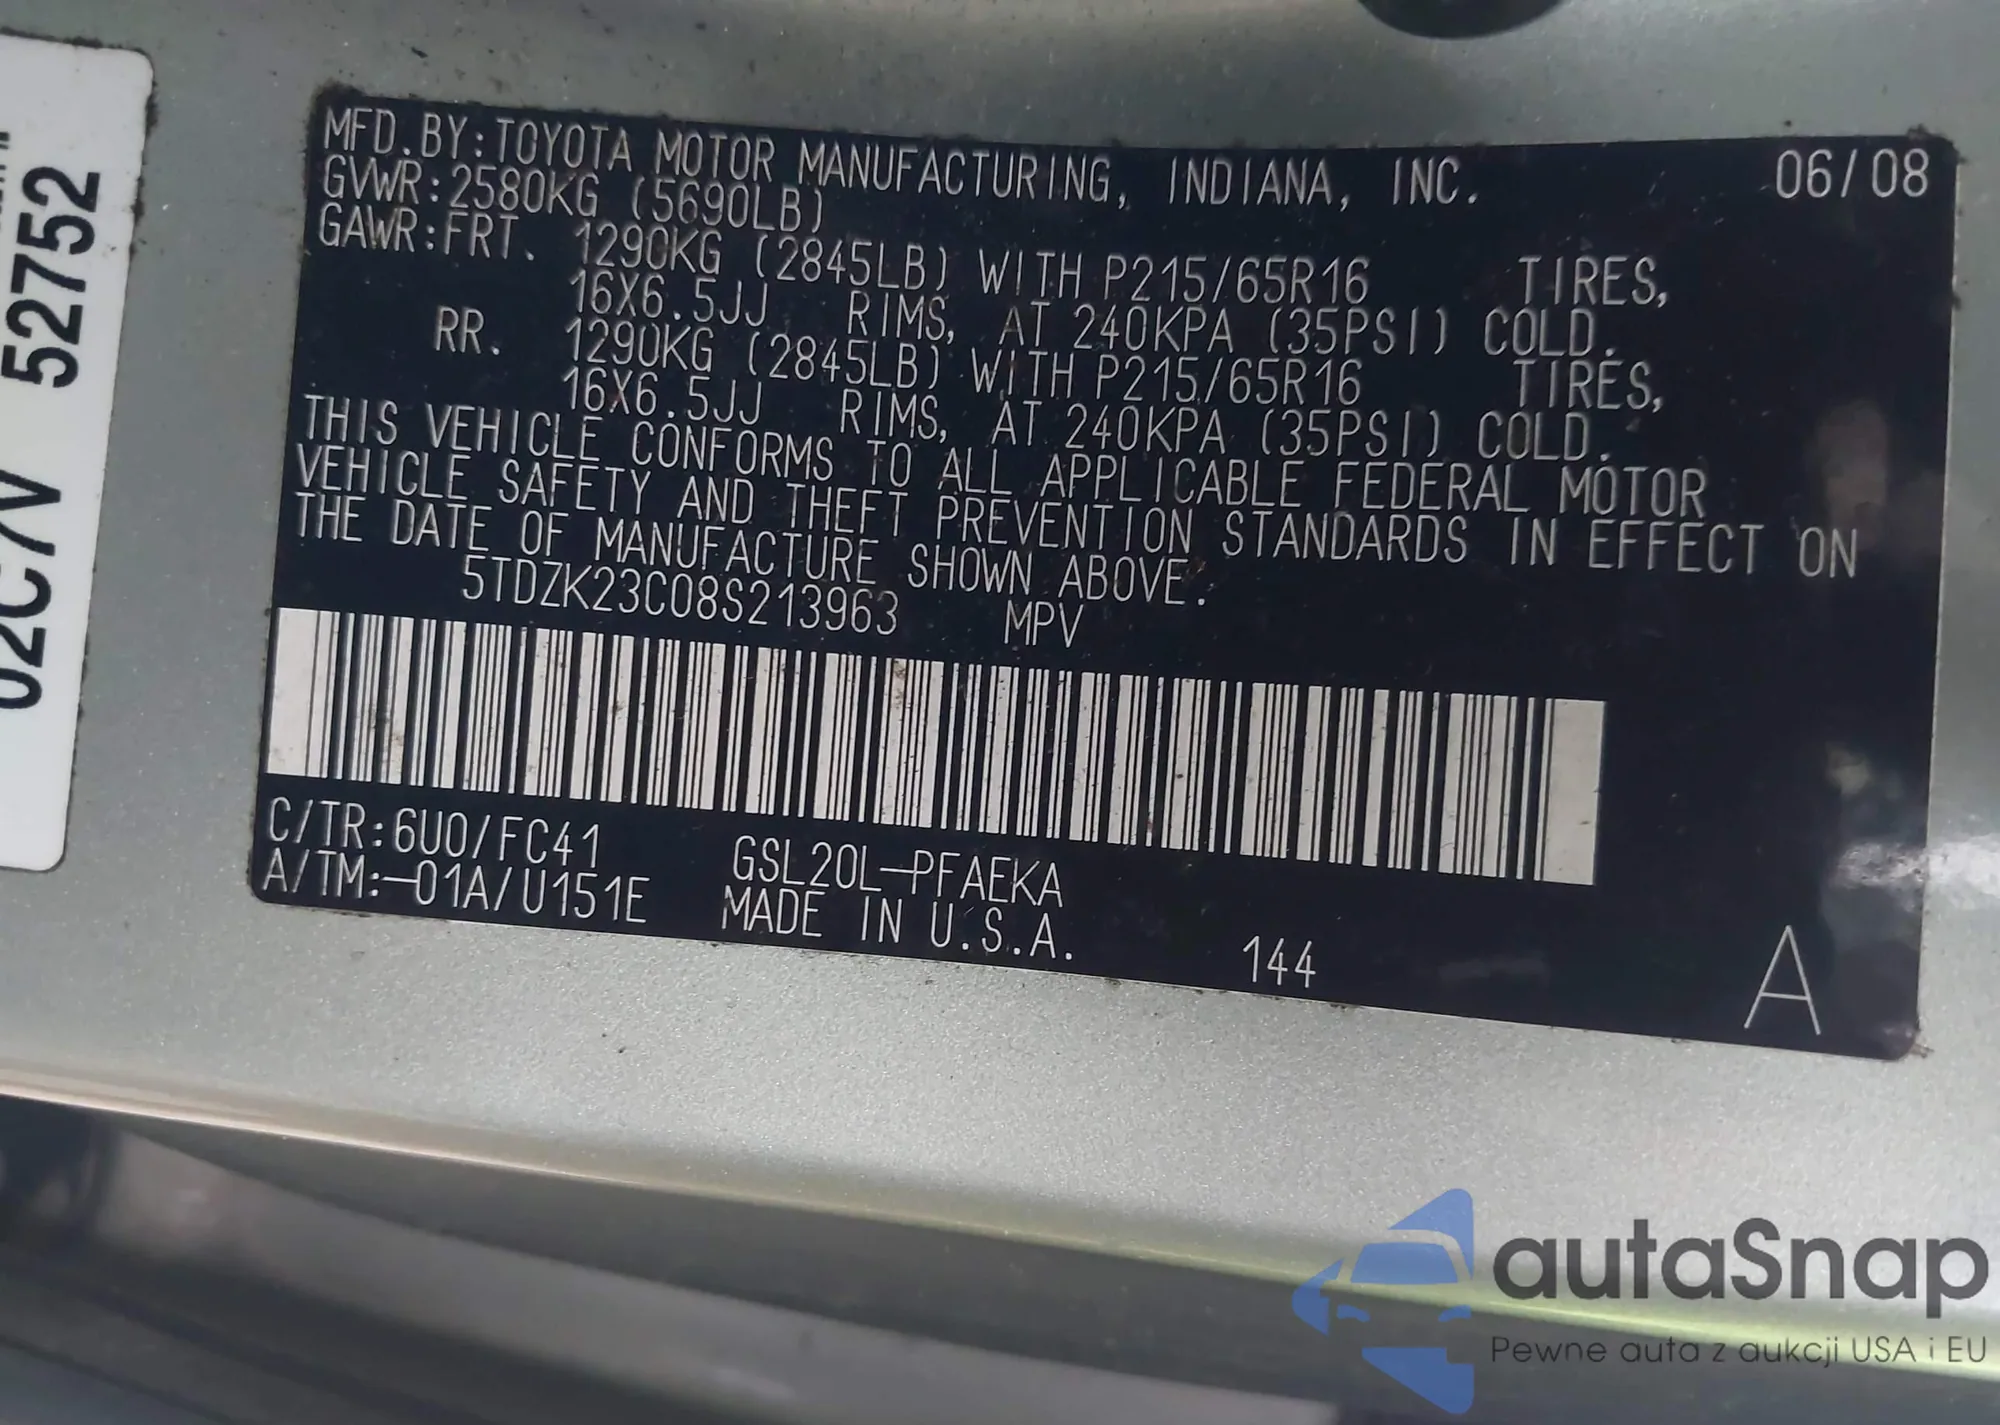 52752
MFD.BY:TOYOTA MOTOR MANUFACTURING, INDIANA, INC. 06/08
GVWR:2580KG (5690LB)
GAWR:FRT. 1290KG (2845LB) WITH P215/65R16 TIRES,
16X6.5JJ RIMS, AT 240KPA (35PSI) COLD.
RR. 1290KG (2845LB) WITH P215/65R16 TIRES,
16X6.5JJ RIMS, AT 240KPA (35PSI) COLD.
THIS VEHICLE CONFORMS TO ALL APPLICABLE FEDERAL MOTOR
VEHICLE SAFETY AND THEFT PREVENTION STANDARDS IN EFFECT ON
THE DATE OF MANUFACTURE SHOWN ABOVE.
5TDZK23C08S213963 MPV
C/TR:6U0/FC41 GSL20L-PFAEKA
A/TM:-01A/U151E MADE IN U.S.A. 144 A
autaSnap
Pewne auta z aukcji USA i EU